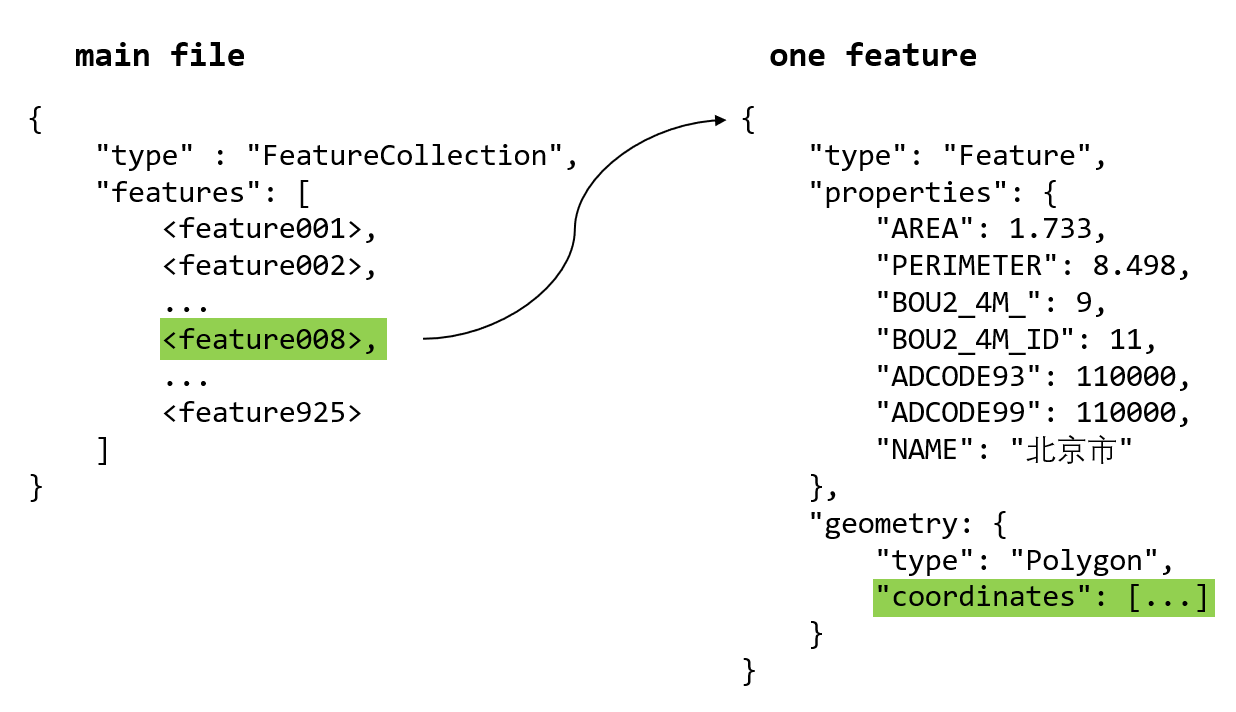 main file
{
    "type" : "FeatureCollection",
    "features": [
        <feature001>,
        <feature002>,
        ...
        <feature008>,
        ...
        <feature925>
    ]
}
one feature
{
    "type": "Feature",
    "properties": {
        "AREA": 1.733,
        "PERIMETER": 8.498,
        "BOU2_4M_": 9,
        "BOU2_4M_ID": 11,
        "ADCODE93": 110000,
        "ADCODE99": 110000,
        "NAME": "北京市"
    },
    "geometry: {
        "type": "Polygon",
        "coordinates": [...]
    }
}